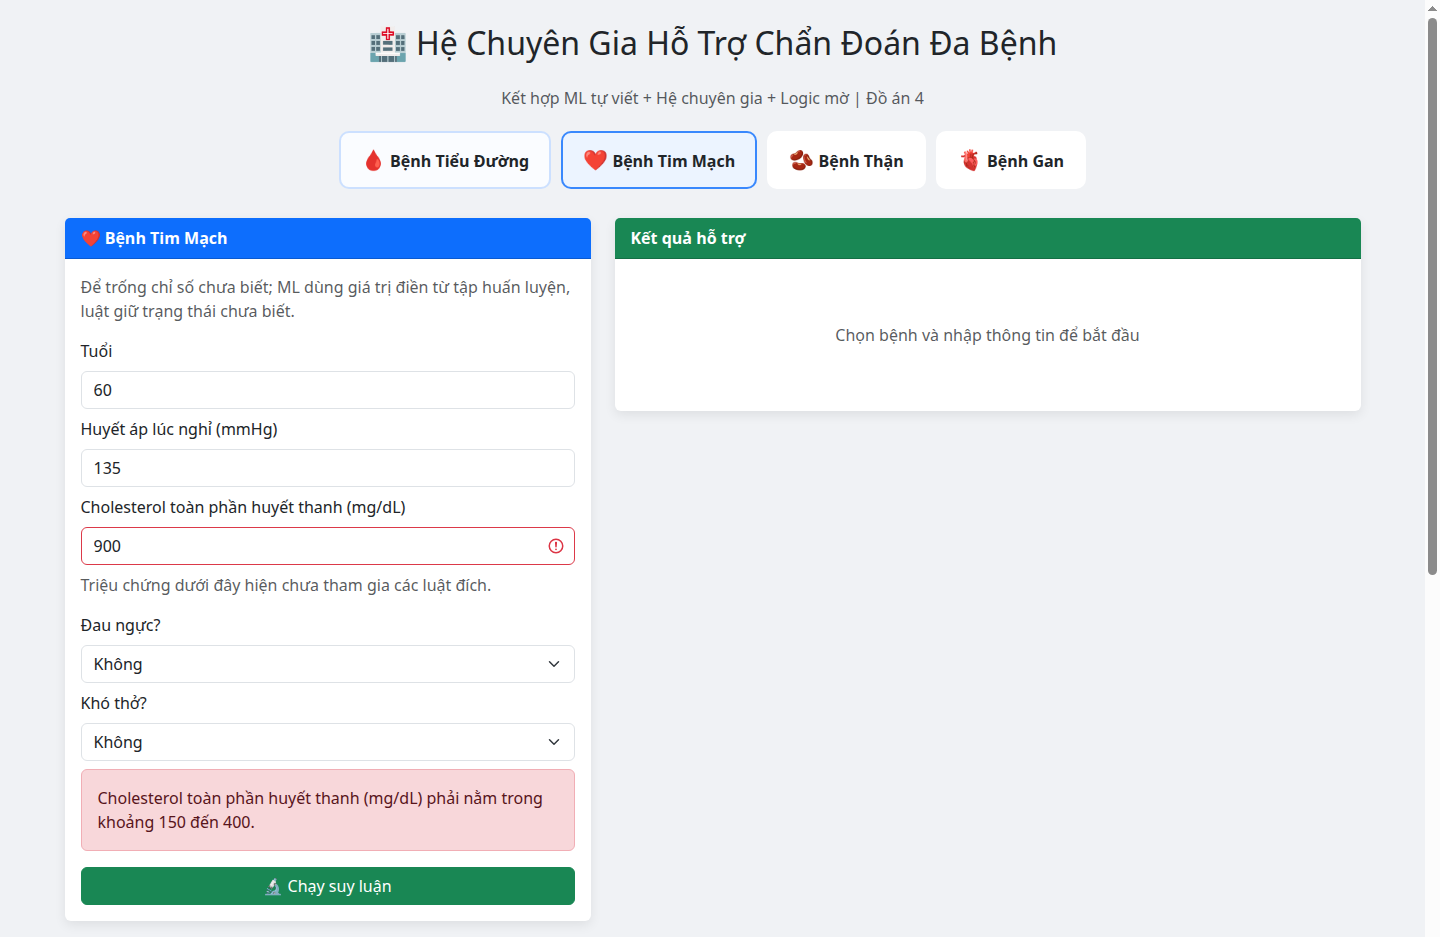 Hệ Chuyên Gia Hỗ Trợ Chẩn Đoán Đa Bệnh
Kết hợp ML tự viết + Hệ chuyên gia + Logic mờ | Đồ án 4
Bệnh Tiểu Đường
Bệnh Tim Mạch
Bệnh Thận
Bệnh Gan
Bệnh Tim Mạch
Để trống chỉ số chưa biết; ML dùng giá trị điền từ tập huấn luyện,
luật giữ trạng thái chưa biết.
Tuổi
60
Huyết áp lúc nghỉ (mmHg)
135
Cholesterol toàn phần huyết thanh (mg/dL)
900
Triệu chứng dưới đây hiện chưa tham gia các luật đích.
Đau ngực?
Không
Khó thở?
Không
Cholesterol toàn phần huyết thanh (mg/dL) phải nằm trong
khoảng 150 đến 400.
Chạy suy luận
Kết quả hỗ trợ
Chọn bệnh và nhập thông tin để bắt đầu